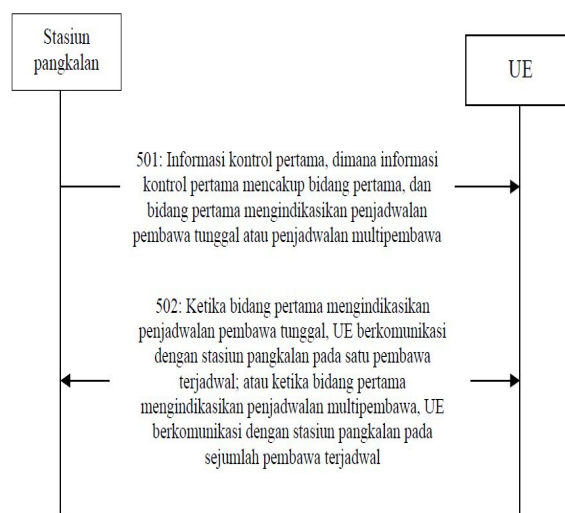 Stasiun
pangkalan
UE
501: Informasi kontrol pertama, dimana informasi
kontrol pertama mencakup bidang pertama, dan
bidang pertama mengindikasikan penjadwalan
pembawa tunggal atau penjadwalan multipembawa
502: Ketika bidang pertama mengindikasikan
penjadwalan pembawa tunggal, UE berkomunikasi
dengan stasiun pangkalan pada satu pembawa
terjadwal; atau ketika bidang pertama
mengindikasikan penjadwalan multipembawa, UE
berkomunikasi dengan stasiun pangkalan pada
sejumlah pembawa terjadwal